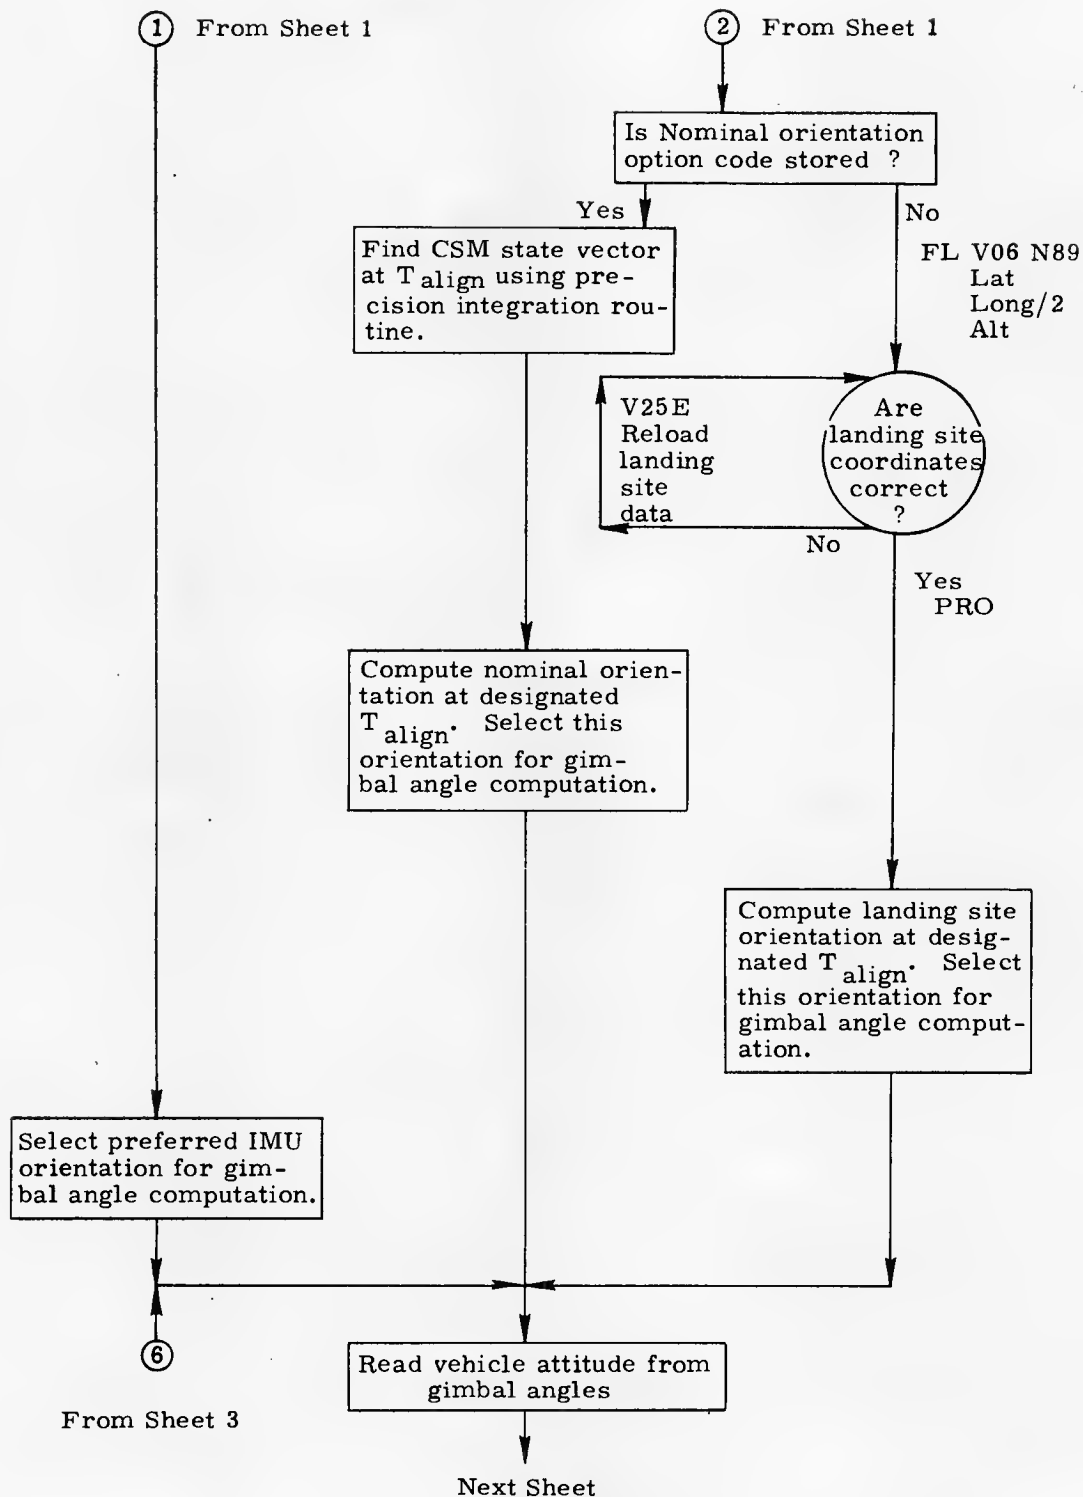 1 From Sheet 1
2 From Sheet 1
Is Nominal orientation
option code stored ?
Yes
No
Find CSM state vector
at T align using pre-
cision integration rou-
tine.
FL V06 N89
Lat
Long/2
Alt
V25E
Reload
landing
site
data
Are
landing site
coordinates
correct
?
No
Yes
PRO
Compute nominal orien-
tation at designated
T align. Select this
orientation for gim-
bal angle computation.
Compute landing site
orientation at desig-
nated T align. Select
this orientation for
gimbal angle comput-
ation.
Select preferred IMU
orientation for gim-
bal angle computation.
6
From Sheet 3
Read vehicle attitude from
gimbal angles
Next Sheet